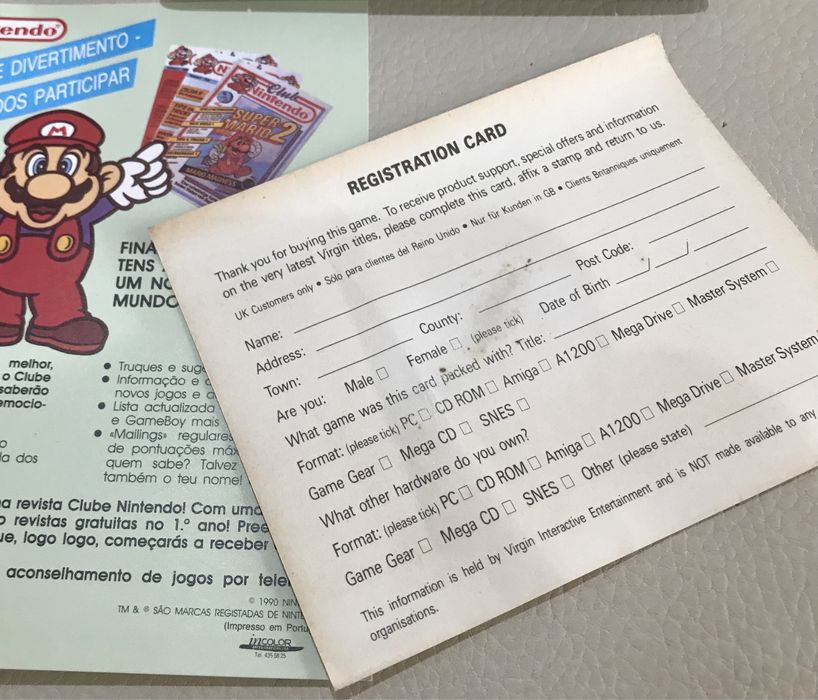 Nintendo
E DIVERTIMENTO -
DOS PARTICIPAR
Club
Nintendo
SUPER
MARIO 2
MARIO MADNESS
M
FINA
TENS
UM
MUNDO
melhor,
o Clube
saberão
emocio-
• Truques e
• Informação e
novos jogos e
• Lista actualizada
e GameBoy mais
• «Mailings» regulares
de pontuações
quem sabe? Talvez
também o teu nome!
o
da dos
a revista Clube Nintendo! Com uma
revistas gratuitas no 1.º ano!
ue, logo logo, começarás a receber
aconselhamento de jogos por
© 1990
TM & ® SÃO MARCAS REGISTADAS DE
(Impresso em
incolor
Tel. 435 58 25
REGISTRATION CARD
Thank you for buying this game. To receive product support, special offers and information
on the very latest Virgin titles, please complete this card, affix a stamp and return to us.
UK Customers only • Sólo para clientes del Reino Unido • Nur für Kunden in GB • Clients Britanniques uniquement
Name:
Address:
Town: County: Post Code:
Are you: Male □ Female □ (please tick) Date of Birth / /
What game was this card packed with? Title:
Format: (please tick) PC □ CD ROM □ Amiga □ A1200 □ Mega Drive □ Master System □
Game Gear □ Mega CD □ SNES □
What other hardware do you own?
Format: (please tick) PC □ CD ROM □ Amiga □ A1200 □ Mega Drive □ Master System
Game Gear □ Mega CD □ SNES □ Other (please state)
This information is held by Virgin Interactive Entertainment and is NOT made available to any
organisations.